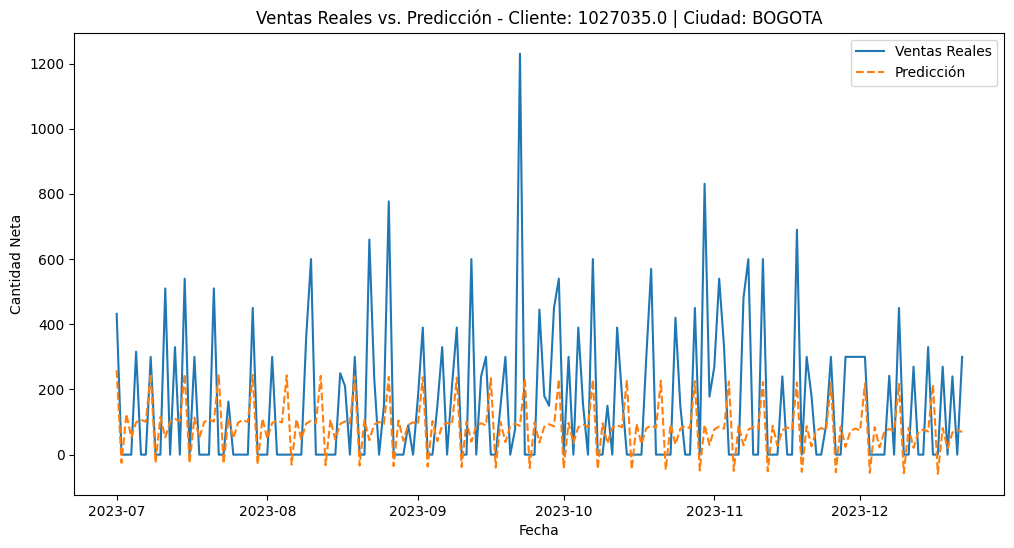 Ventas Reales vs. Predicción - Cliente: 1027035.0 | Ciudad: BOGOTA
Ventas Reales
Predicción
Cantidad Neta
1200
1000
800
600
400
200
0
2023-07
2023-08
2023-09
2023-10
2023-11
2023-12
Fecha